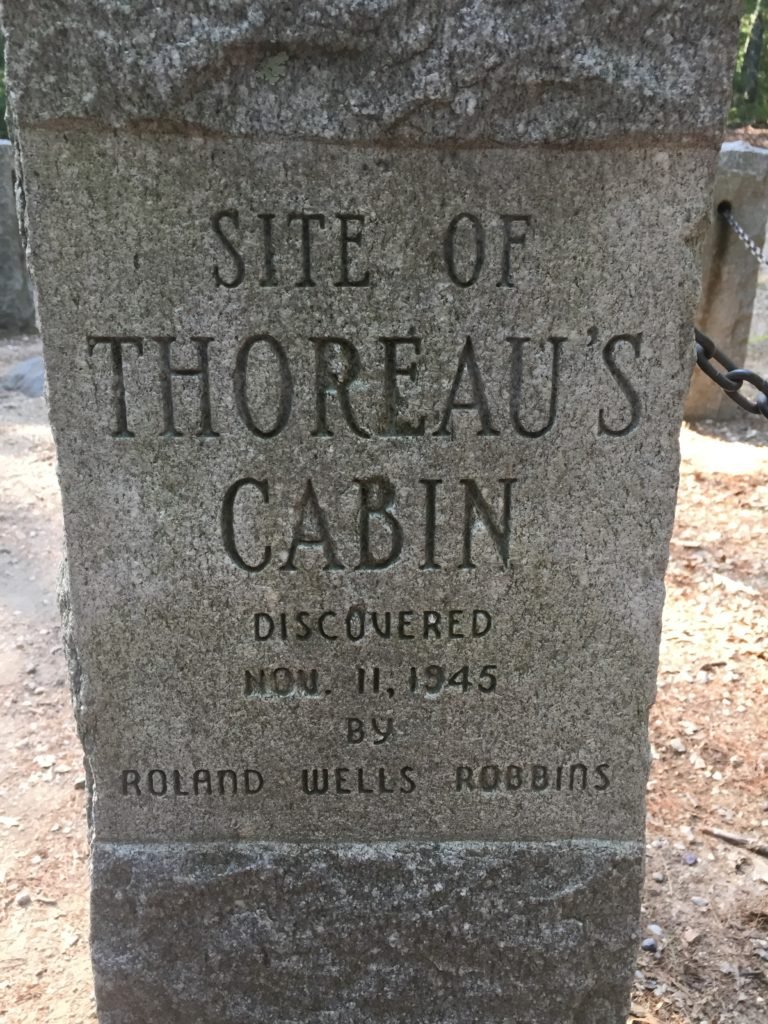 SITE OF
THOREAU'S
CABIN
DISCOVERED
NOV. 11, 1945
BY
ROLAND WELLS ROBBINS